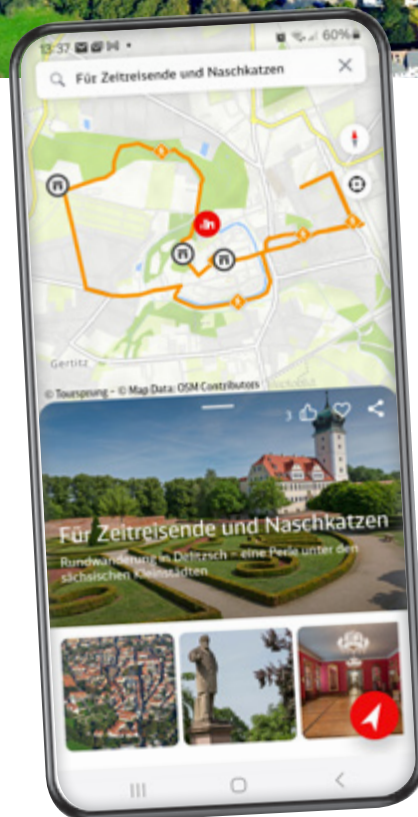 13:37
60%
Für Zeitreisende und Naschkatzen
Gertitz
© Toursprung - © Map Data: OSM Contributors
3
Für Zeitreisende und Naschkatzen
Rundwanderung in Delitzsch – eine Perle unter den
sächsischen Kleinstädten